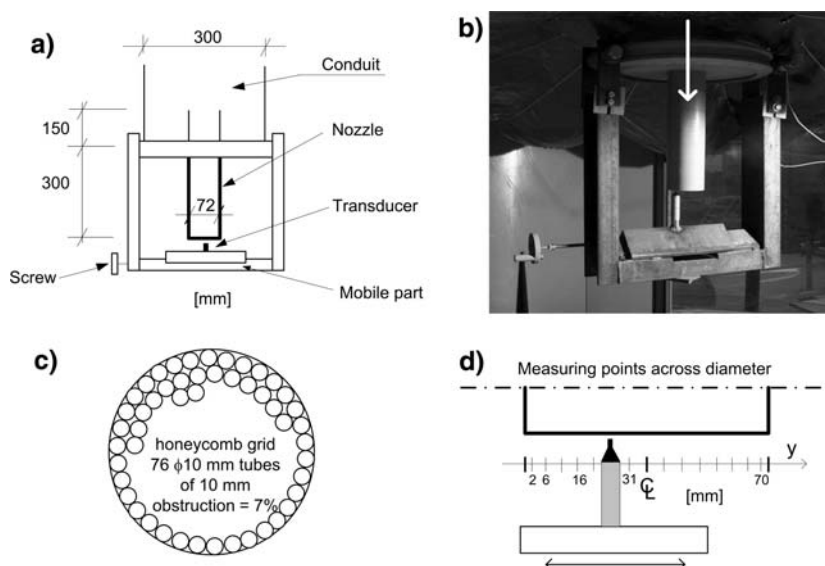 a)
300
Conduit
150
Nozzle
300
72
Transducer
Screw
Mobile part
[mm]
b)
c)
honeycomb grid
76 ϕ10 mm tubes
of 10 mm
obstruction = 7%
d)
Measuring points across diameter
y
2 6 16 31 ℄ 70
[mm]